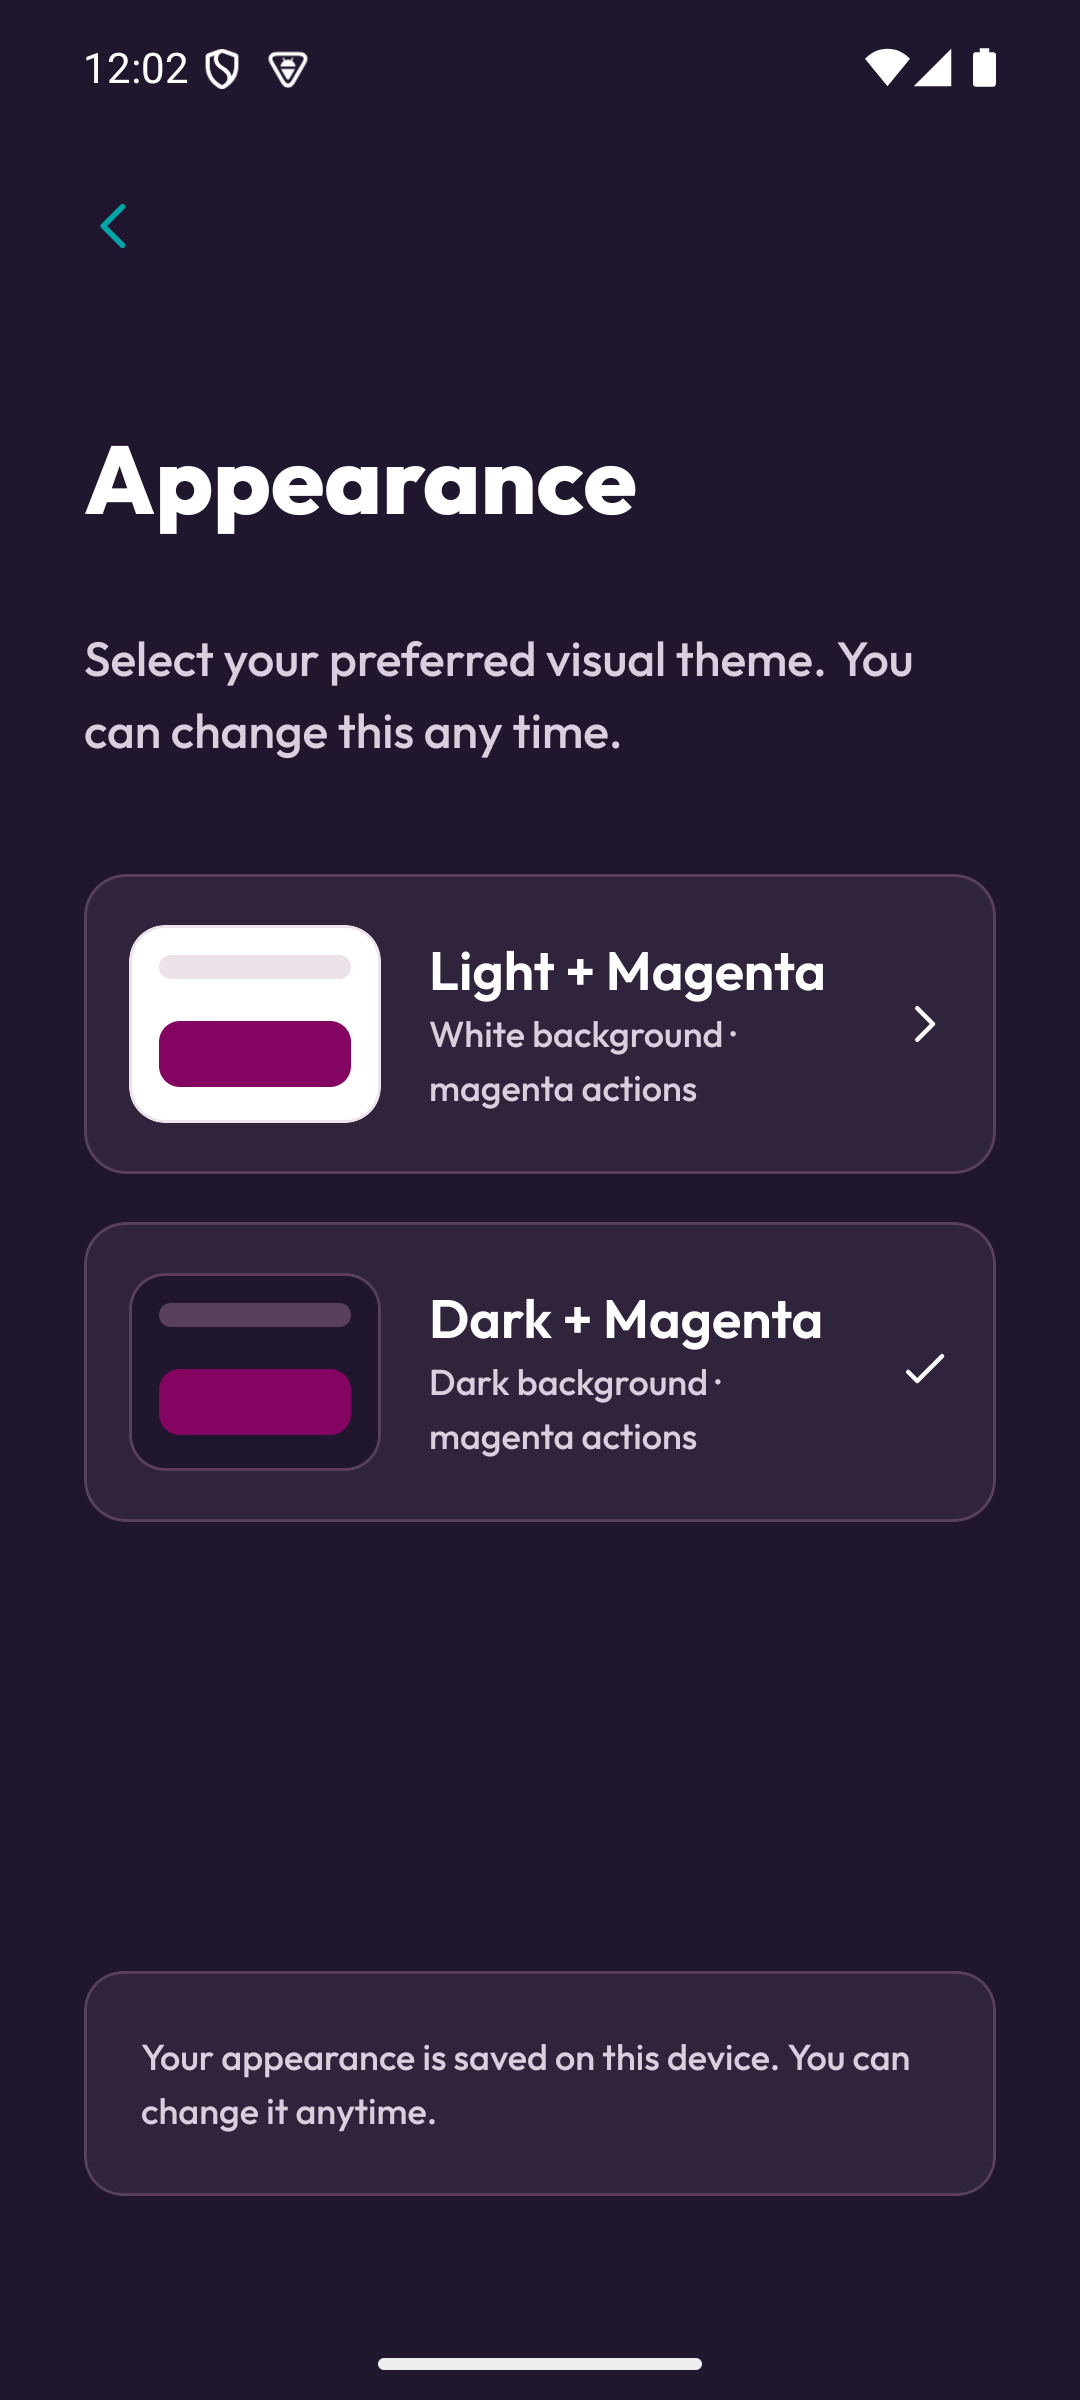 12:02
Appearance
Select your preferred visual theme. You
can change this any time.
Light + Magenta
White background ·
magenta actions
Dark + Magenta
Dark background ·
magenta actions
Your appearance is saved on this device. You can
change it anytime.